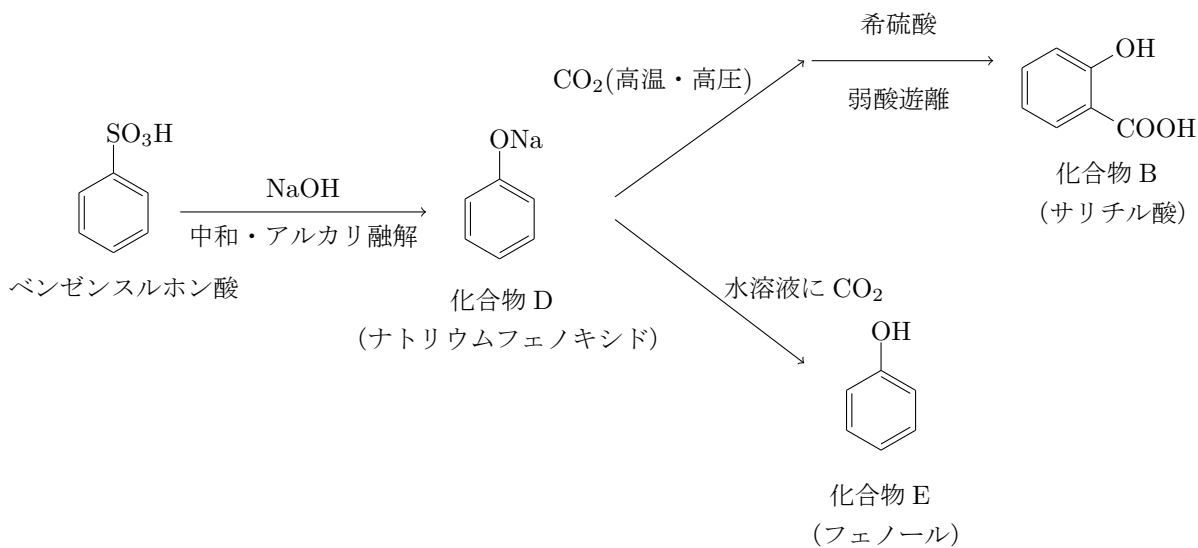 希硫酸
OH
CO₂(高温・高圧)
弱酸遊離
COOH
SO₃H
ONa
化合物 B
(サリチル酸)
NaOH
中和・アルカリ融解
ベンゼンスルホン酸
化合物 D
(ナトリウムフェノキシド)
水溶液に CO₂
OH
化合物 E
(フェノール)